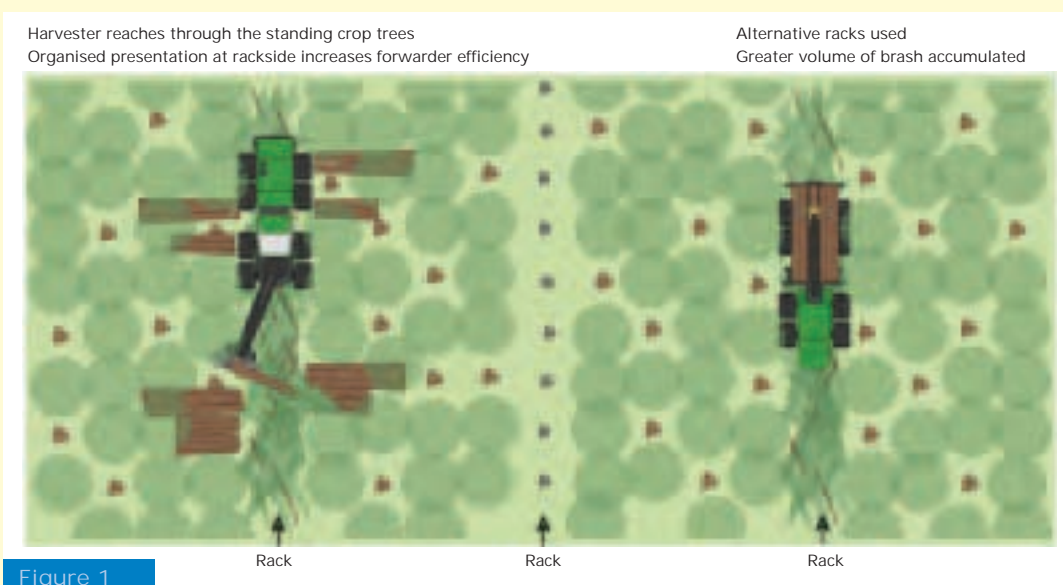 Harvester reaches through the standing crop trees
Organised presentation at rackside increases forwarder efficiency
Alternative racks used
Greater volume of brash accumulated
Rack
Rack
Rack
Figure 1